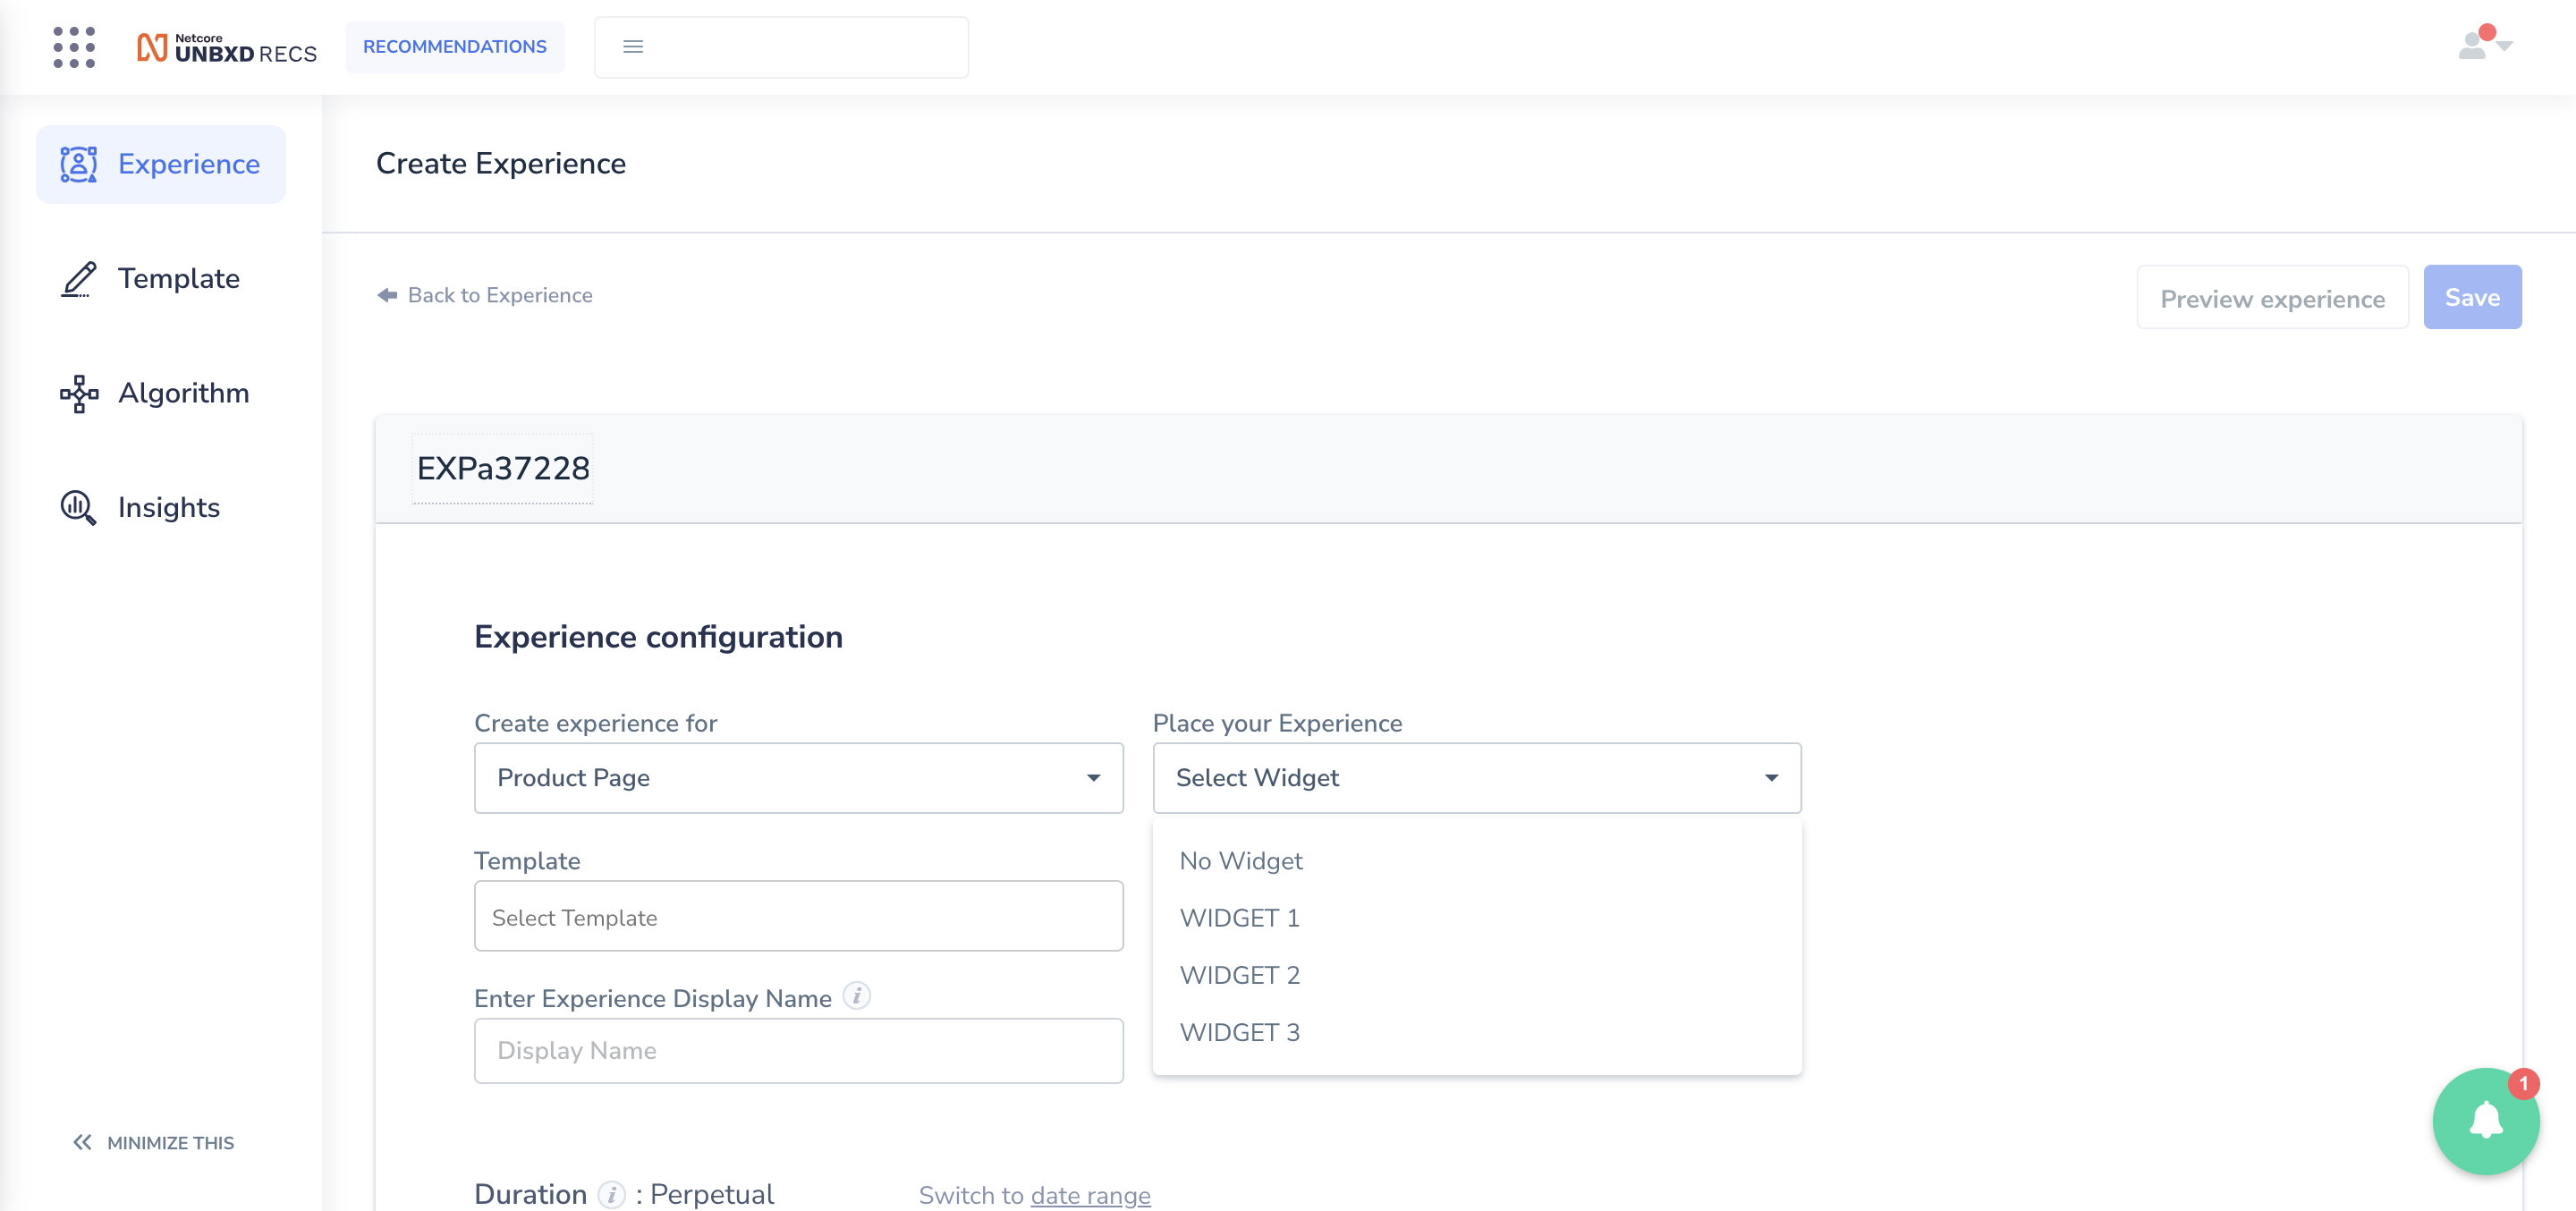 Netcore
UNBXD RECS
RECOMMENDATIONS
Experience
Template
Algorithm
Insights
MINIMIZE THIS
Create Experience
Back to Experience
Preview experience
Save
EXPa37228
Experience configuration
Create experience for
Product Page
Place your Experience
Select Widget
No Widget
WIDGET 1
WIDGET 2
WIDGET 3
Template
Select Template
Enter Experience Display Name i
Display Name
Duration i : Perpetual
Switch to date range
1